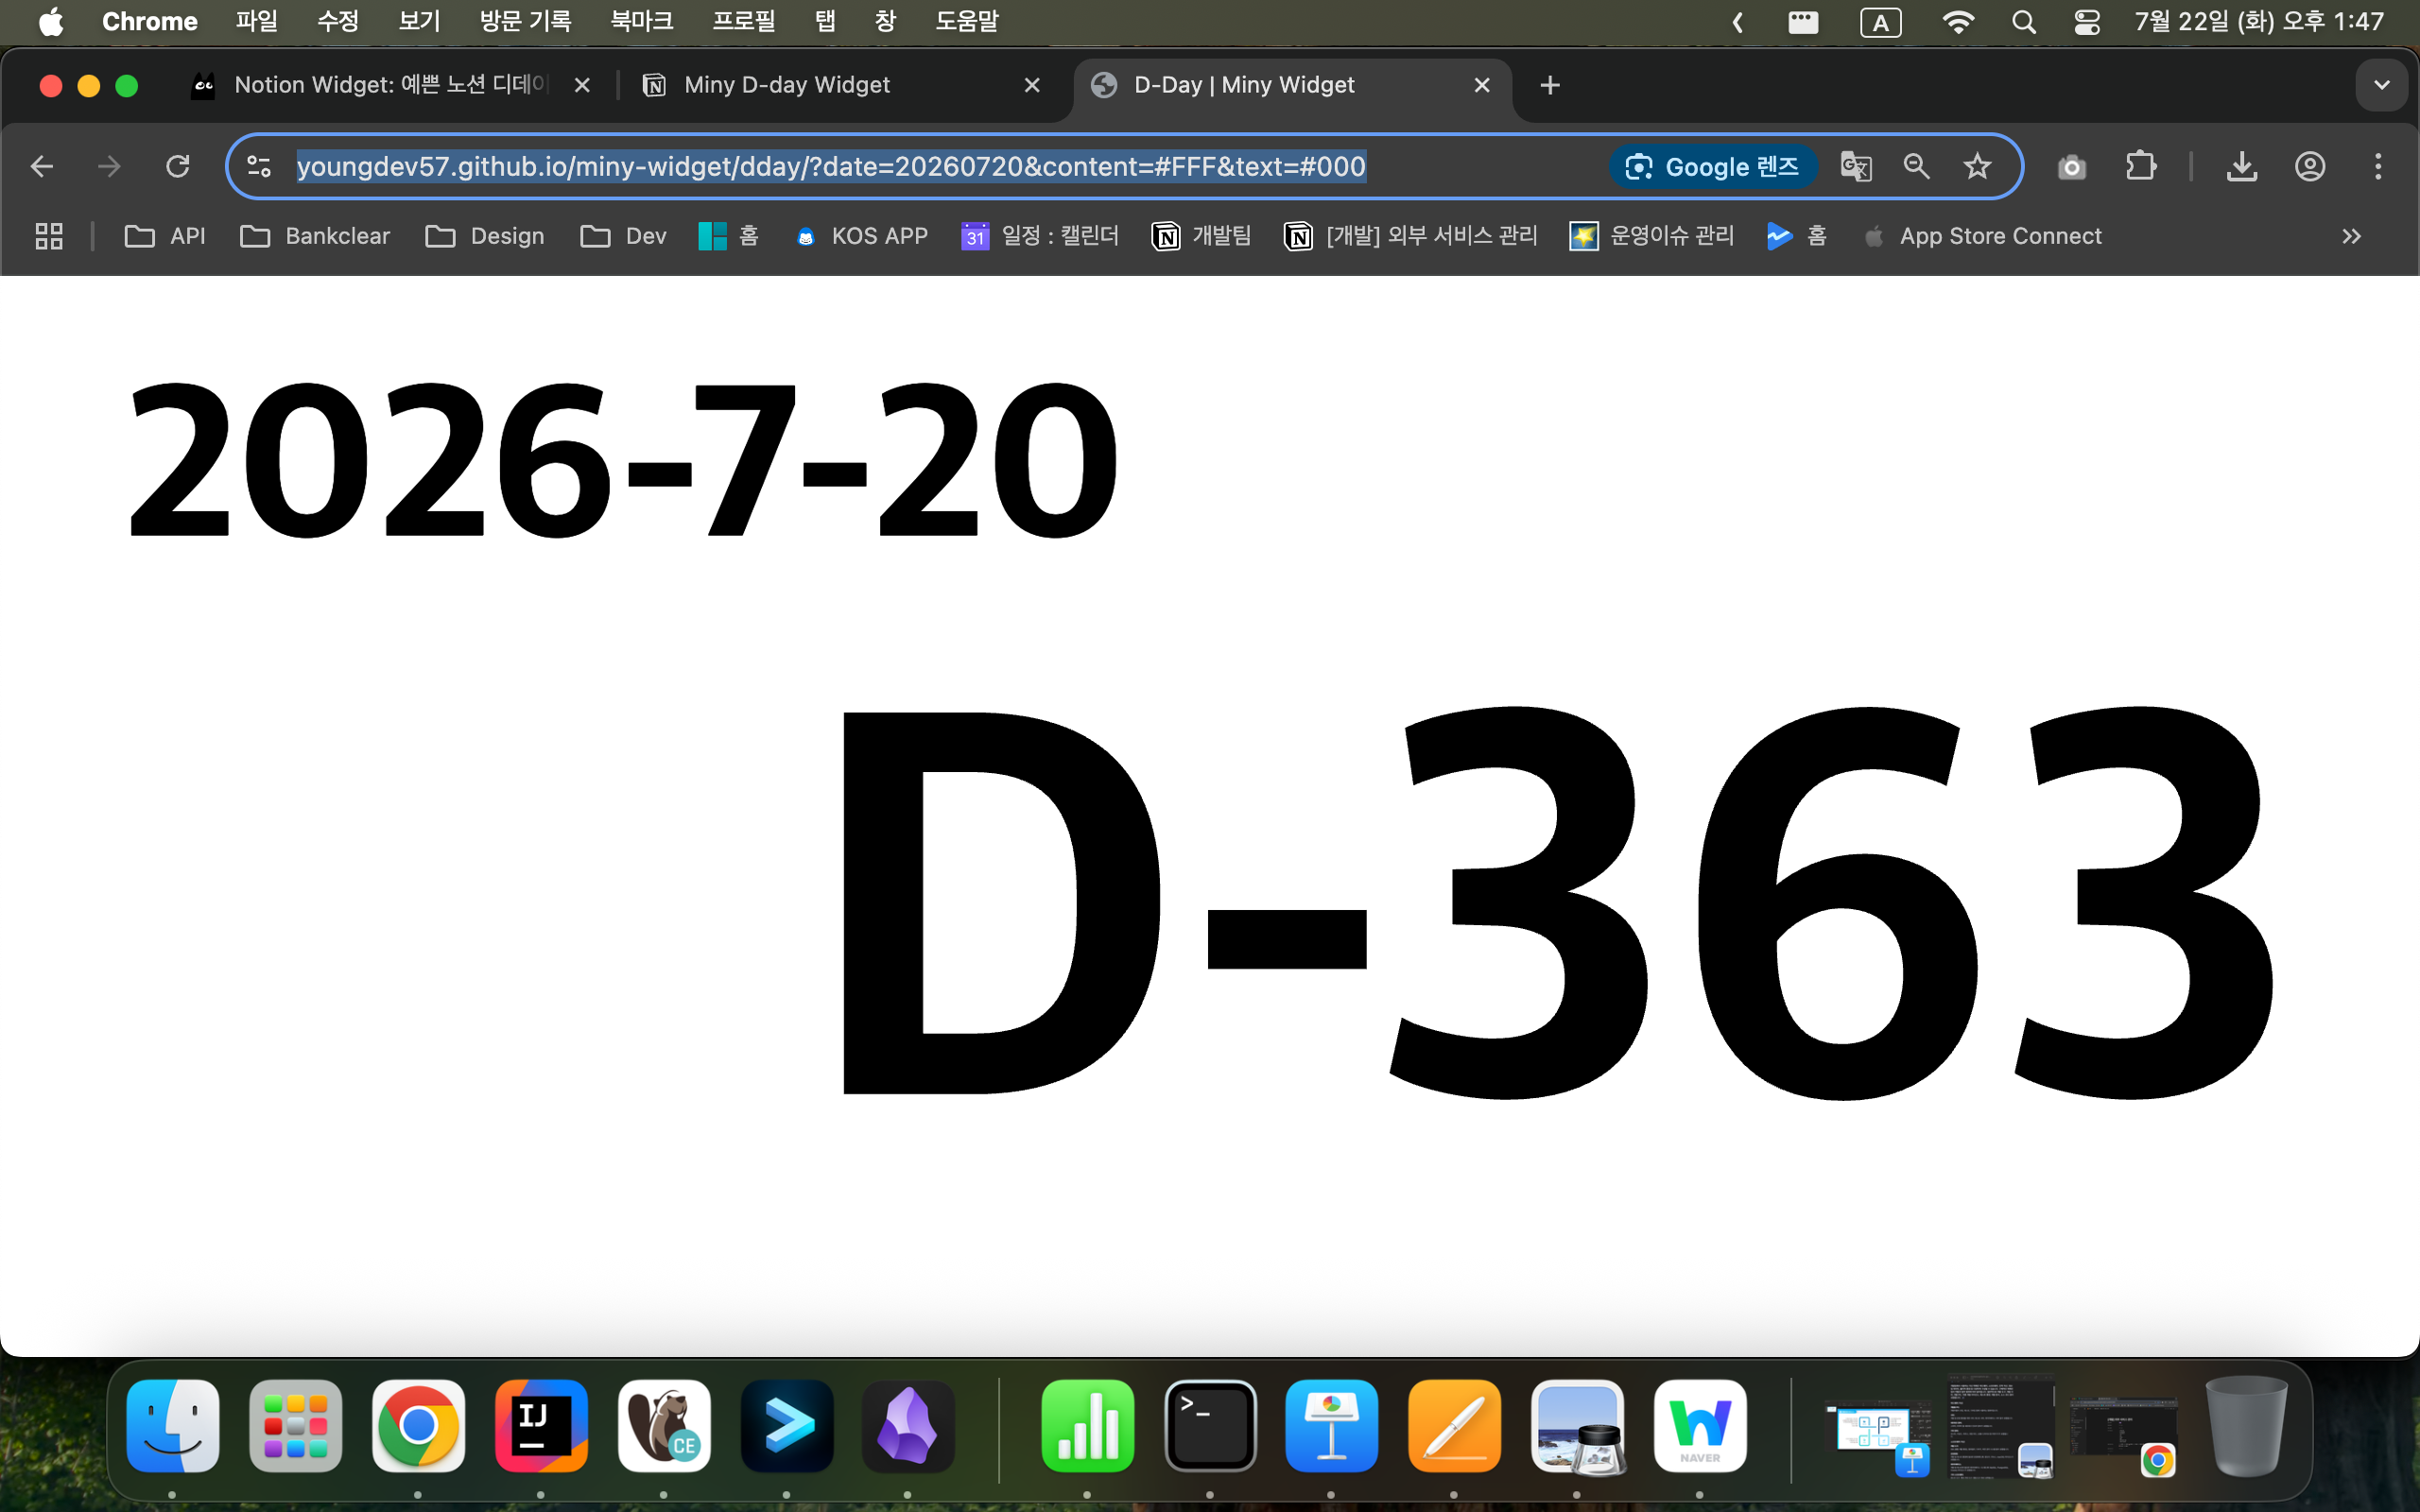 Chrome 파일 수정 보기 방문 기록 북마크 프로필 탭 창 도움말 A 7월 22일 (화) 오후 1:47
Notion Widget: 예쁜 노션 디데이 Miny D-day Widget D-Day | Miny Widget
youngdev57.github.io/miny-widget/dday/?date=20260720&content=#FFF&text=#000 Google 렌즈
API Bankclear Design Dev 홈 KOS APP 31 일정 : 캘린더 개발팀 [개발] 외부 서비스 관리 운영이슈 관리 홈 App Store Connect
2026-7-20
D-363
IJ CE >_ NAVER